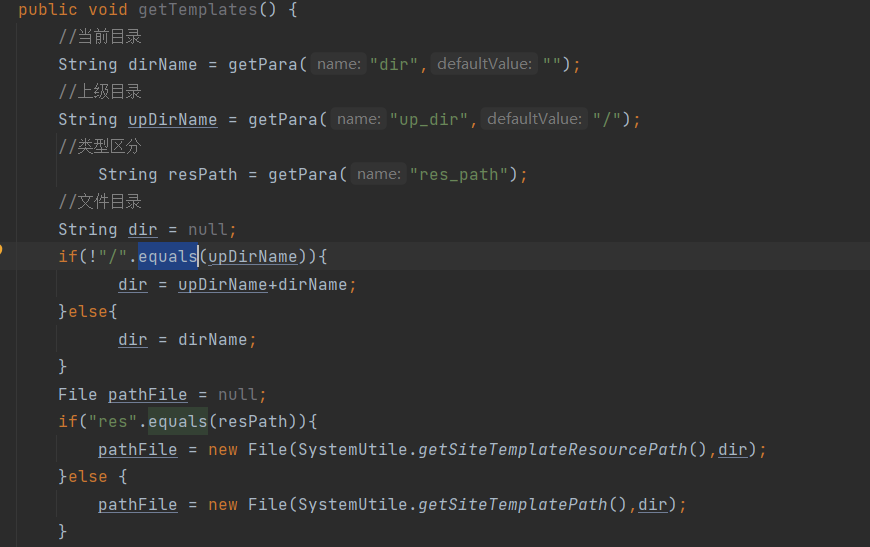 public void getTemplates() {
//当前目录
String dirName = getPara( name: "dir", defaultValue: "");
//上级目录
String upDirName = getPara( name: "up_dir", defaultValue: "/");
//类型区分
String resPath = getPara( name: "res_path");
//文件目录
String dir = null;
if(!"/".equals(upDirName)){
dir = upDirName+dirName;
}else{
dir = dirName;
}
File pathFile = null;
if("res".equals(resPath)){
pathFile = new File(SystemUtile.getSiteTemplateResourcePath(),dir);
}else {
pathFile = new File(SystemUtile.getSiteTemplatePath(),dir);
}